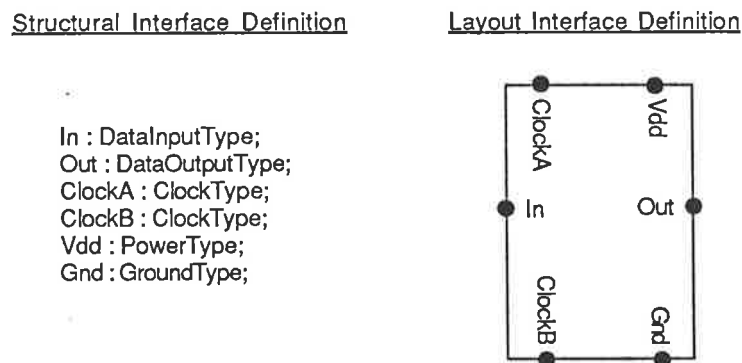 Structural Interface Definition
Layout Interface Definition
In : DataInputType;
Out : DataOutputType;
ClockA : ClockType;
ClockB : ClockType;
Vdd : PowerType;
Gnd : GroundType;
ClockA
Vdd
In
Out
ClockB
Gnd